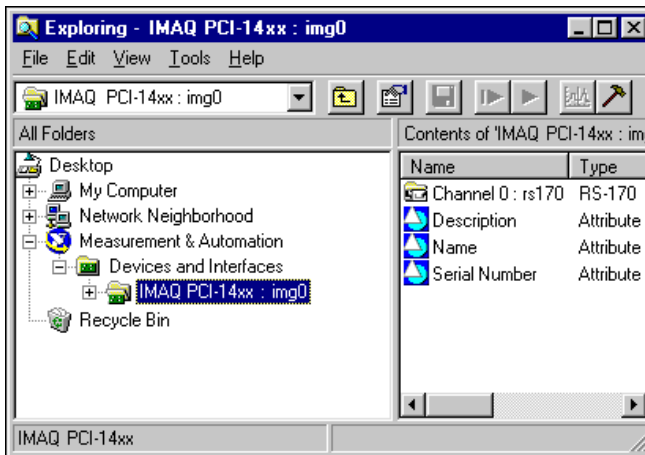 Exploring - IMAQ PCI-14xx : img0
File Edit View Tools Help
IMAQ PCI-14xx : img0
All Folders
Contents of 'IMAQ PCI-14xx : im
Desktop
My Computer
Network Neighborhood
Measurement & Automation
Devices and Interfaces
IMAQ PCI-14xx : img0
Recycle Bin
Name Type
Channel 0 : rs170 RS-170
Description Attribute
Name Attribute
Serial Number Attribute
IMAQ PCI-14xx